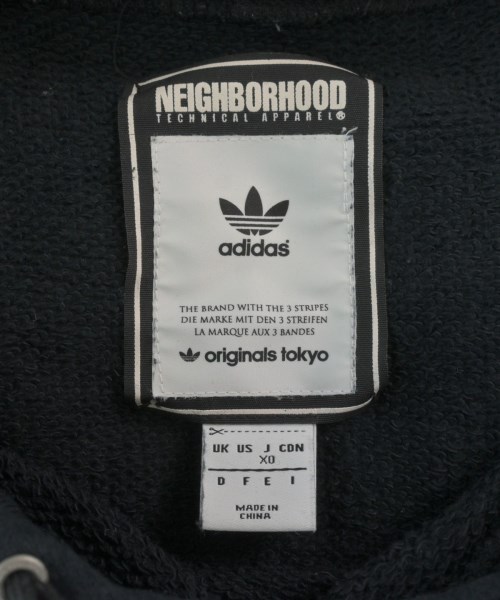 NEIGHBORHOOD
TECHNICAL APPAREL®
adidas
THE BRAND WITH THE 3 STRIPES
DIE MARKE MIT DEN 3 STREIFEN
LA MARQUE AUX 3 BANDES
originals tokyo
UK US J CDN
XO
D F E I
MADE IN
CHINA